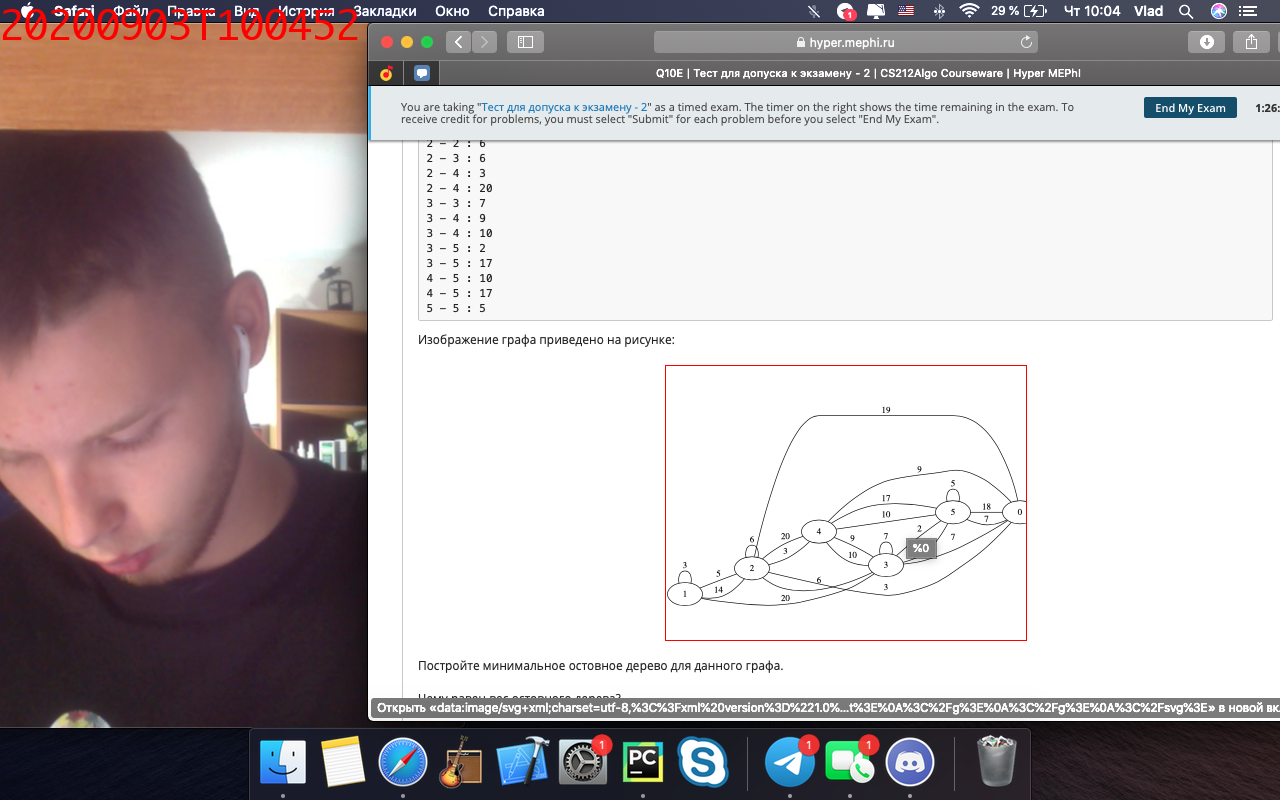 20200903T100452
Safari Файл Правка Вид История Закладки Окно Справка
1 29 % Чт 10:04 Vlad
hyper.mephi.ru
Q10E | Тест для допуска к экзамену - 2 | CS212Algo Courseware | Hyper MEPhI
You are taking "Тест для допуска к экзамену - 2" as a timed exam. The timer on the right shows the time remaining in the exam. To
receive credit for problems, you must select "Submit" for each problem before you select "End My Exam".
End My Exam
1:26:
2 — 2 : 6
2 — 3 : 6
2 — 4 : 3
2 — 4 : 20
3 — 3 : 7
3 — 4 : 9
3 — 4 : 10
3 — 5 : 2
3 — 5 : 17
4 — 5 : 10
4 — 5 : 17
5 — 5 : 5
Изображение графа приведено на рисунке:
19
9
5
17
18
10
5
0
7
20
4
2
7
6
9
7
3
10
%0
3
5
2
3
6
3
14
1
20
Постройте минимальное остовное дерево для данного графа.
Чему равен вес остовного дерева?
Открыть «data:image/svg+xml;charset=utf-8,%3C%3Fxml%20version%3D%221.0%...t%3E%0A%3C%2Fg%3E%0A%3C%2Fg%3E%0A%3C%2Fsvg%3E» в новой вк
1
PC
1
1